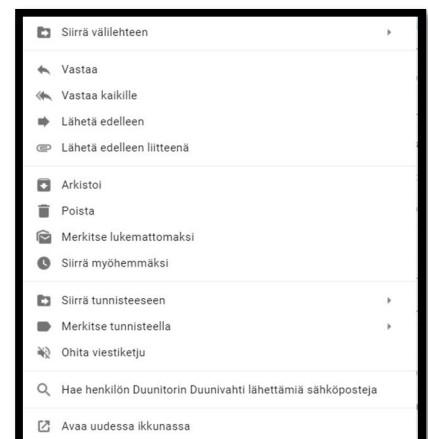 Siirrä välilehteen
Vastaa
Vastaa kaikille
Lähetä edelleen
Lähetä edelleen liitteenä
Arkistoi
Poista
Merkitse lukemattomaksi
Siirrä myöhemmäksi
Siirrä tunnisteeseen
Merkitse tunnisteella
Ohita viestiketju
Hae henkilön Duunitorin Duunivahti lähettämiä sähköposteja
Avaa uudessa ikkunassa